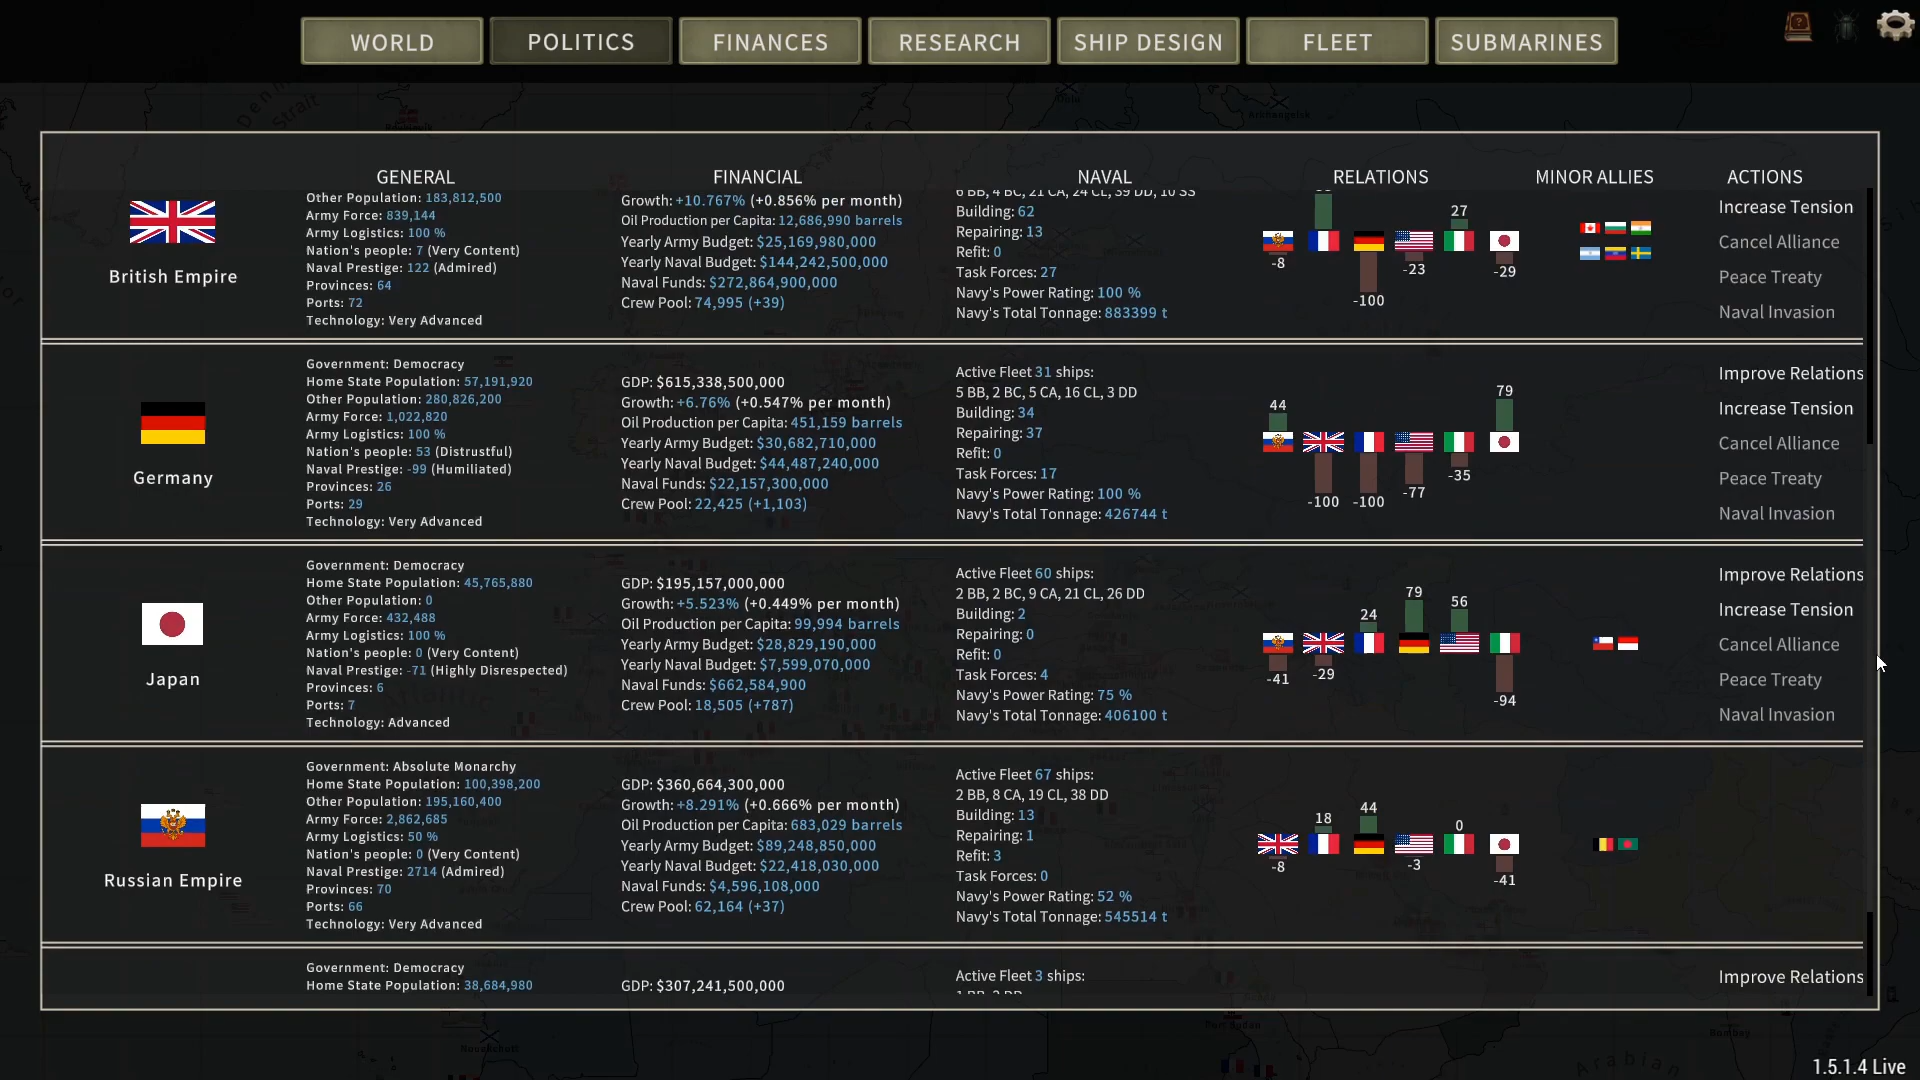 WORLD
POLITICS
FINANCES
RESEARCH
SHIP DESIGN
FLEET
SUBMARINES
GENERAL
FINANCIAL
NAVAL
RELATIONS
MINOR ALLIES
ACTIONS
British Empire
Other Population: 183,812,500
Army Force: 839,144
Army Logistics: 100 %
Nation's people: 7 (Very Content)
Naval Prestige: 122 (Admired)
Provinces: 64
Ports: 72
Technology: Very Advanced
Growth: +10.767% (+0.856% per month)
Oil Production per Capita: 12,686,990 barrels
Yearly Army Budget: $25,169,980,000
Yearly Naval Budget: $144,242,500,000
Naval Funds: $272,864,900,000
Crew Pool: 74,995 (+39)
6 BB, 4 BC, 21 CA, 24 CL, 39 DD, 10 SS
Building: 62
Repairing: 13
Refit: 0
Task Forces: 27
Navy's Power Rating: 100 %
Navy's Total Tonnage: 883399 t
27
-8
-100
-23
-29
Increase Tension
Cancel Alliance
Peace Treaty
Naval Invasion
Germany
Government: Democracy
Home State Population: 57,191,920
Other Population: 280,826,200
Army Force: 1,022,820
Army Logistics: 100 %
Nation's people: 53 (Distrustful)
Naval Prestige: -99 (Humiliated)
Provinces: 26
Ports: 29
Technology: Very Advanced
GDP: $615,338,500,000
Growth: +6.76% (+0.547% per month)
Oil Production per Capita: 451,159 barrels
Yearly Army Budget: $30,682,710,000
Yearly Naval Budget: $44,487,240,000
Naval Funds: $22,157,300,000
Crew Pool: 22,425 (+1,103)
Active Fleet 31 ships:
5 BB, 2 BC, 5 CA, 16 CL, 3 DD
Building: 34
Repairing: 37
Refit: 0
Task Forces: 17
Navy's Power Rating: 100 %
Navy's Total Tonnage: 426744 t
44
79
-100
-100
-77
-35
Improve Relations
Increase Tension
Cancel Alliance
Peace Treaty
Naval Invasion
Japan
Government: Democracy
Home State Population: 45,765,880
Other Population: 0
Army Force: 432,488
Army Logistics: 100 %
Nation's people: 0 (Very Content)
Naval Prestige: -71 (Highly Disrespected)
Provinces: 6
Ports: 7
Technology: Advanced
GDP: $195,157,000,000
Growth: +5.523% (+0.449% per month)
Oil Production per Capita: 99,994 barrels
Yearly Army Budget: $28,829,190,000
Yearly Naval Budget: $7,599,070,000
Naval Funds: $662,584,900
Crew Pool: 18,505 (+787)
Active Fleet 60 ships:
2 BB, 2 BC, 9 CA, 21 CL, 26 DD
Building: 2
Repairing: 0
Refit: 0
Task Forces: 4
Navy's Power Rating: 75 %
Navy's Total Tonnage: 406100 t
24
79
56
-41
-29
-94
Improve Relations
Increase Tension
Cancel Alliance
Peace Treaty
Naval Invasion
Russian Empire
Government: Absolute Monarchy
Home State Population: 100,398,200
Other Population: 195,160,400
Army Force: 2,862,685
Army Logistics: 50 %
Nation's people: 0 (Very Content)
Naval Prestige: 2714 (Admired)
Provinces: 70
Ports: 66
Technology: Very Advanced
GDP: $360,664,300,000
Growth: +8.291% (+0.666% per month)
Oil Production per Capita: 683,029 barrels
Yearly Army Budget: $89,248,850,000
Yearly Naval Budget: $22,418,030,000
Naval Funds: $4,596,108,000
Crew Pool: 62,164 (+37)
Active Fleet 67 ships:
2 BB, 8 CA, 19 CL, 38 DD
Building: 13
Repairing: 1
Refit: 3
Task Forces: 0
Navy's Power Rating: 52 %
Navy's Total Tonnage: 545514 t
18
44
0
-8
-3
-41
Government: Democracy
Home State Population: 38,684,980
GDP: $307,241,500,000
Active Fleet 3 ships:
Improve Relations
1.5.1.4 Live